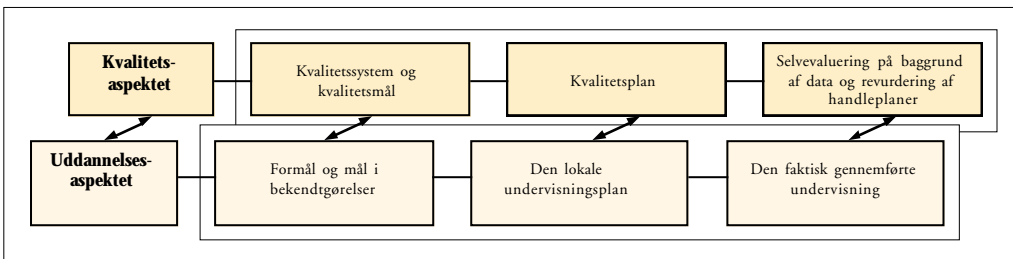 Kvalitets-
aspektet
Kvalitetssystem og
kvalitetsmål
Kvalitetsplan
Selvevaluering på baggrund
af data og revurdering af
handleplaner
Uddannelses-
aspektet
Formål og mål i
bekendtgørelser
Den lokale
undervisningsplan
Den faktisk gennemførte
undervisning